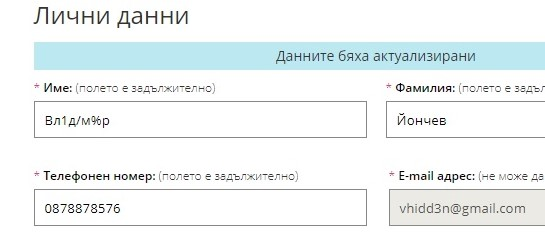 Лични данни
Данните бяха актуализирани
* Име: (полето е задължително) * Фамилия: (полето е
Вл1д/м%р Йончев
* Телефонен номер: (полето е задължително) * E-mail адрес: (не може да
0878878576 vhidd3n@gmail.com